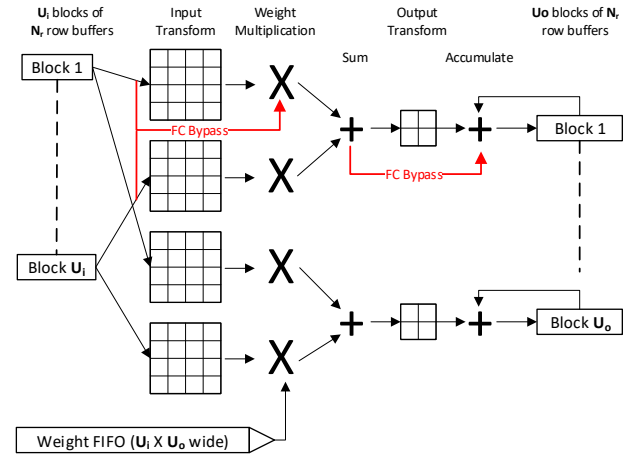 Ui blocks of
Nr row buffers
Input
Transform
Weight
Multiplication
Output
Transform
Uo blocks of Nr
row buffers
Sum
Accumulate
Block 1
FC Bypass
Block 1
FC Bypass
Block Ui
Block Uo
Weight FIFO (Ui X Uo wide)